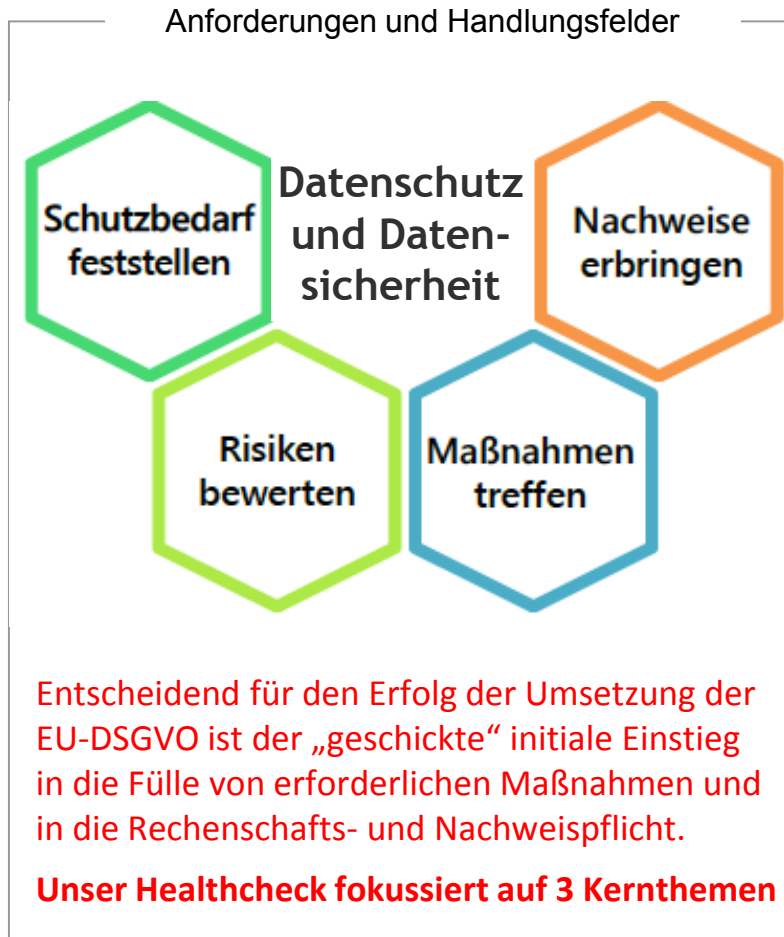 Anforderungen und Handlungsfelder
Schutzbedarf
feststellen
Datenschutz
und Daten-
sicherheit
Nachweise
erbringen
Risiken
bewerten
Maßnahmen
treffen
Entscheidend für den Erfolg der Umsetzung der
EU-DSGVO ist der „geschickte“ initiale Einstieg
in die Fülle von erforderlichen Maßnahmen und
in die Rechenschafts- und Nachweispflicht.
Unser Healthcheck fokussiert auf 3 Kernthemen